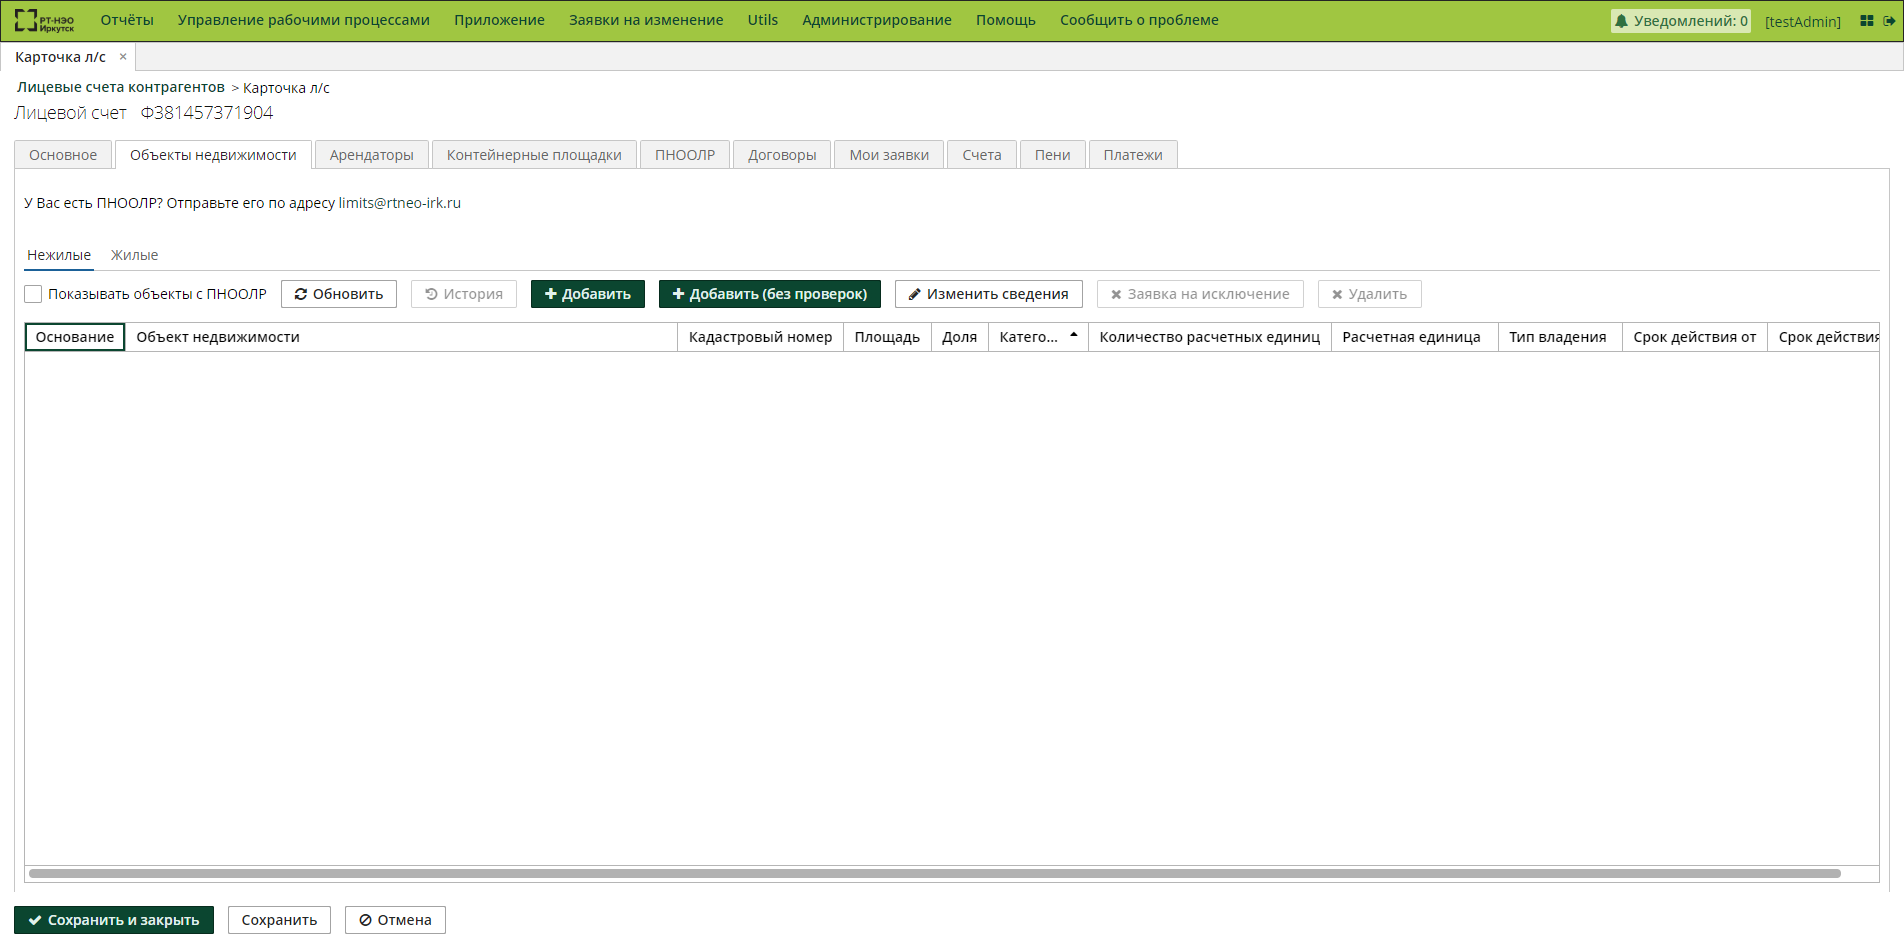 РТ-НЭО Иркутск Отчёты Управление рабочими процессами Приложение Заявки на изменение Utils Администрирование Помощь Сообщить о проблеме Уведомлений: 0 [testAdmin]
Карточка л/с ×
Лицевые счета контрагентов > Карточка л/с
Лицевой счет Ф381457371904
Основное Объекты недвижимости Арендаторы Контейнерные площадки ПНООЛР Договоры Мои заявки Счета Пени Платежи
У Вас есть ПНООЛР? Отправьте его по адресу limits@rtneo-irk.ru
Нежилые Жилые
Показывать объекты с ПНООЛР Обновить История Добавить Добавить (без проверок) Изменить сведения Заявка на исключение Удалить
Основание Объект недвижимости Кадастровый номер Площадь Доля Катего... Количество расчетных единиц Расчетная единица Тип владения Срок действия от Срок действия
Сохранить и закрыть Сохранить Отмена